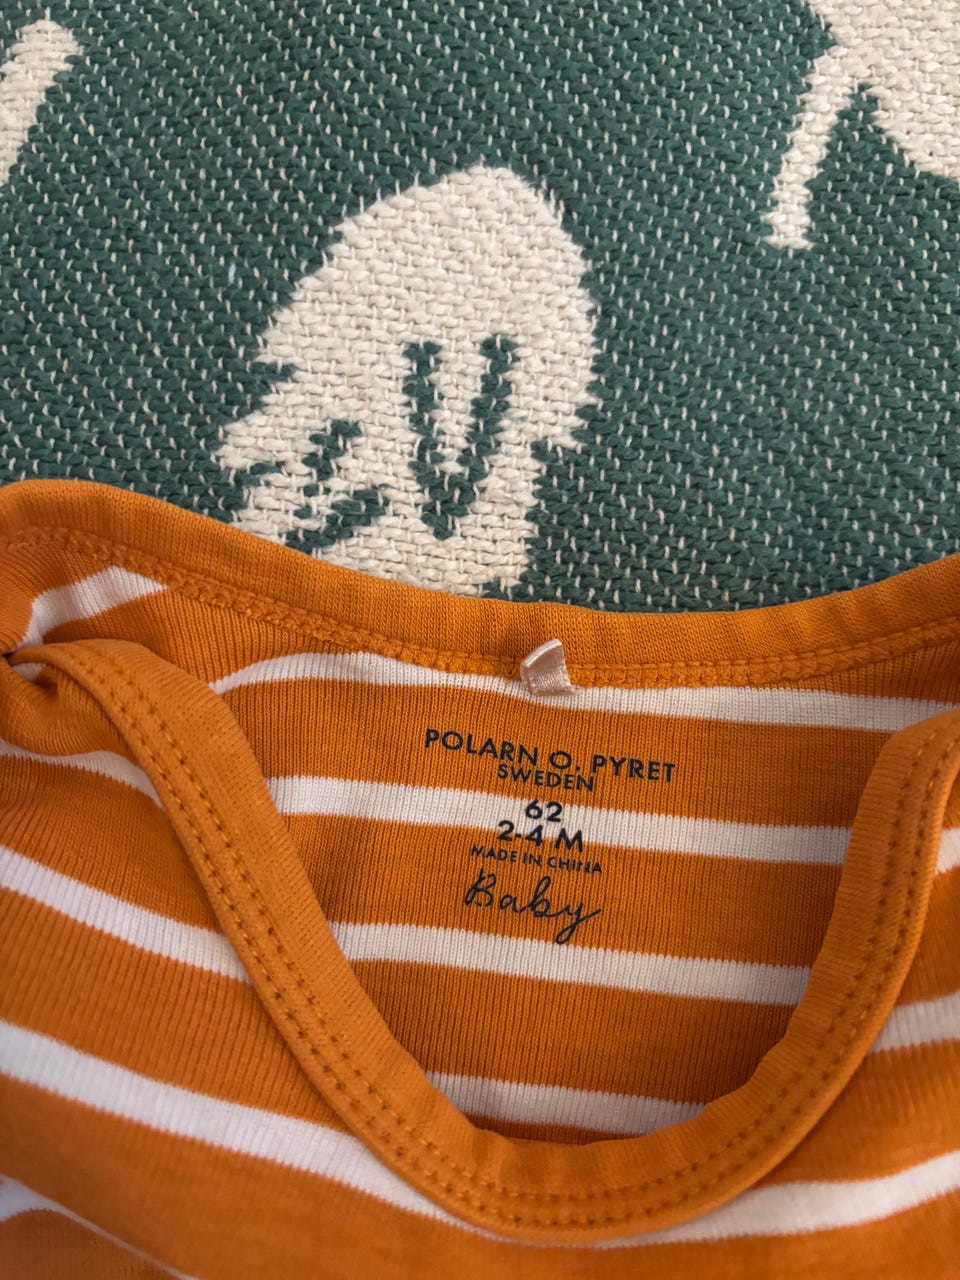 POLARN O. PYRET
SWEDEN
62
2-4 M
MADE IN CHINA
Baby